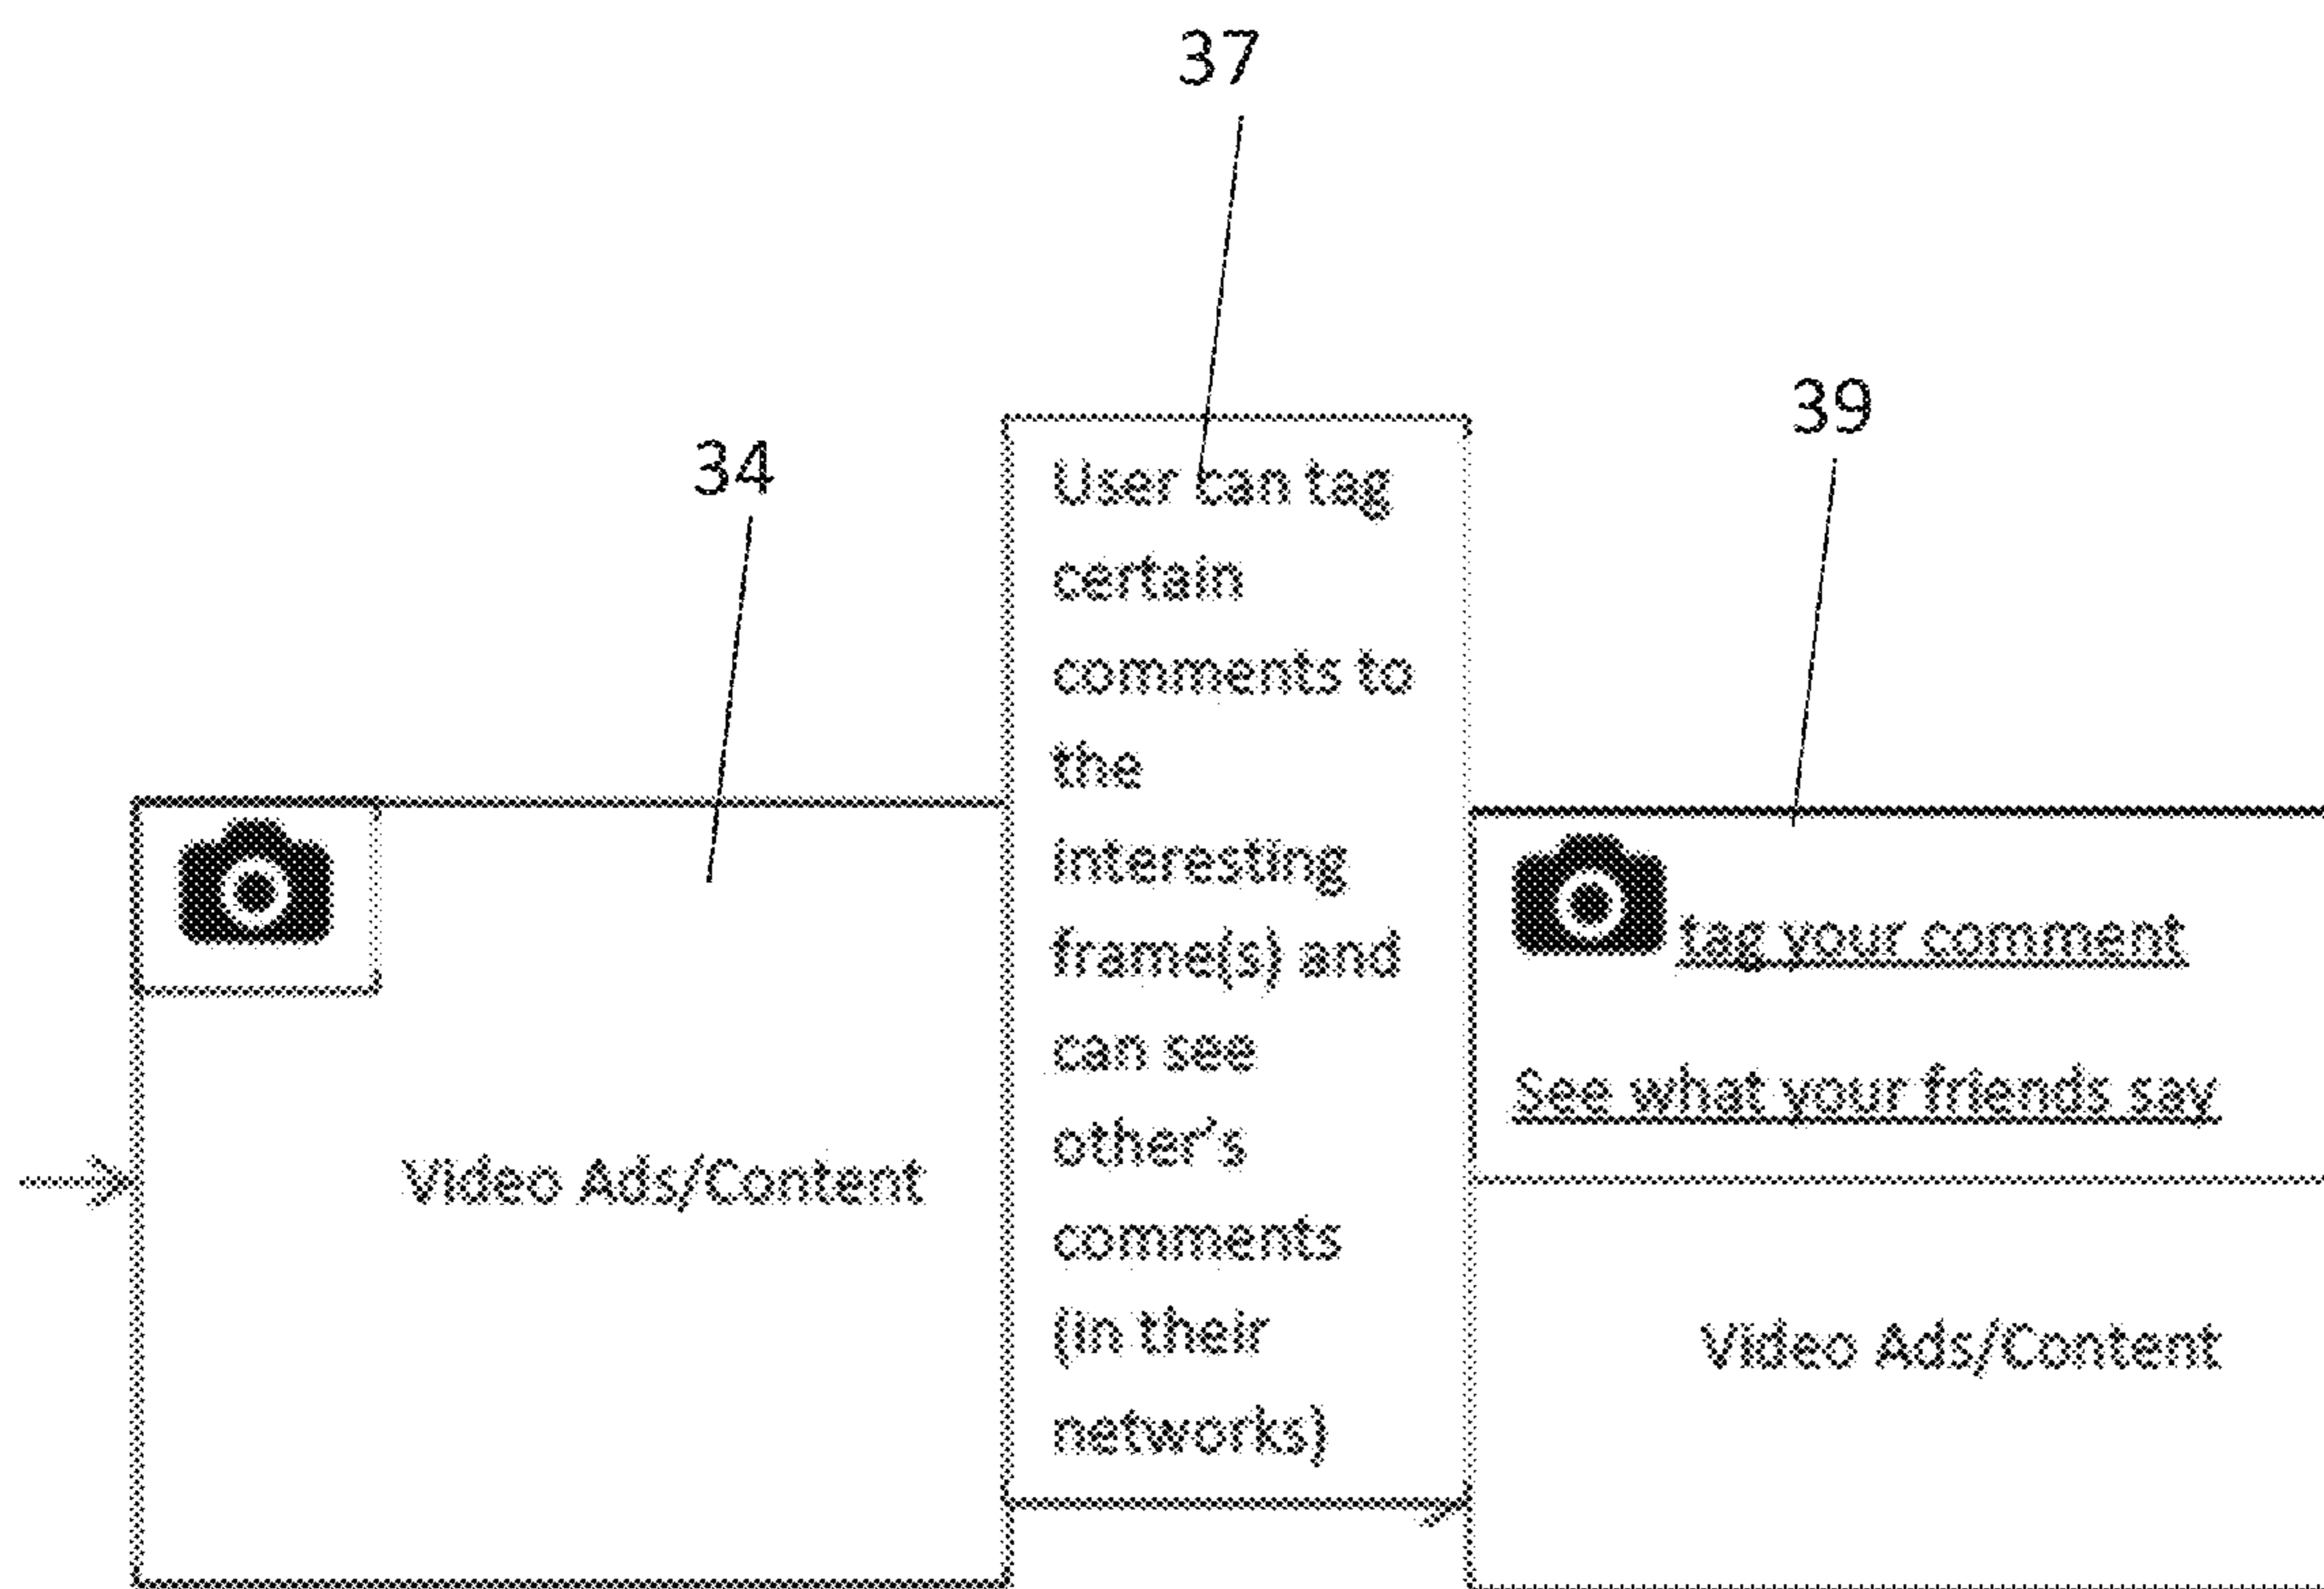 37
34
39
User can tag
certain
comments to
the
interesting
frame(s) and
can see
other's
comments
(in their
networks)
Video Ads/Content
tag your comment
See what your friends say
Video Ads/Content